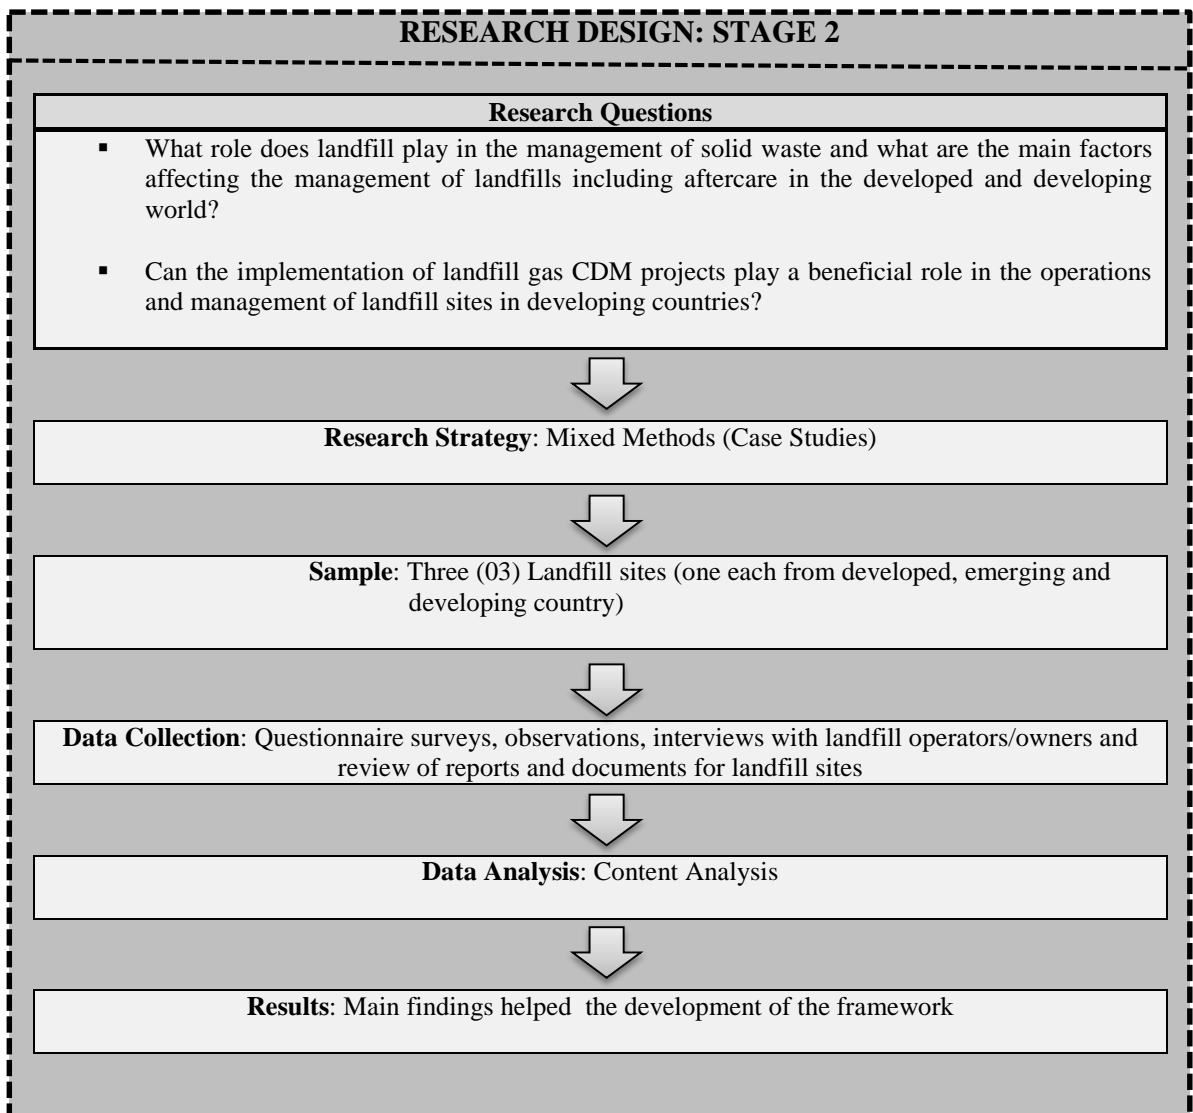 RESEARCH DESIGN: STAGE 2
Research Questions
▪ What role does landfill play in the management of solid waste and what are the main factors
affecting the management of landfills including aftercare in the developed and developing
world?
▪ Can the implementation of landfill gas CDM projects play a beneficial role in the operations
and management of landfill sites in developing countries?
Research Strategy: Mixed Methods (Case Studies)
Sample: Three (03) Landfill sites (one each from developed, emerging and
developing country)
Data Collection: Questionnaire surveys, observations, interviews with landfill operators/owners and
review of reports and documents for landfill sites
Data Analysis: Content Analysis
Results: Main findings helped the development of the framework